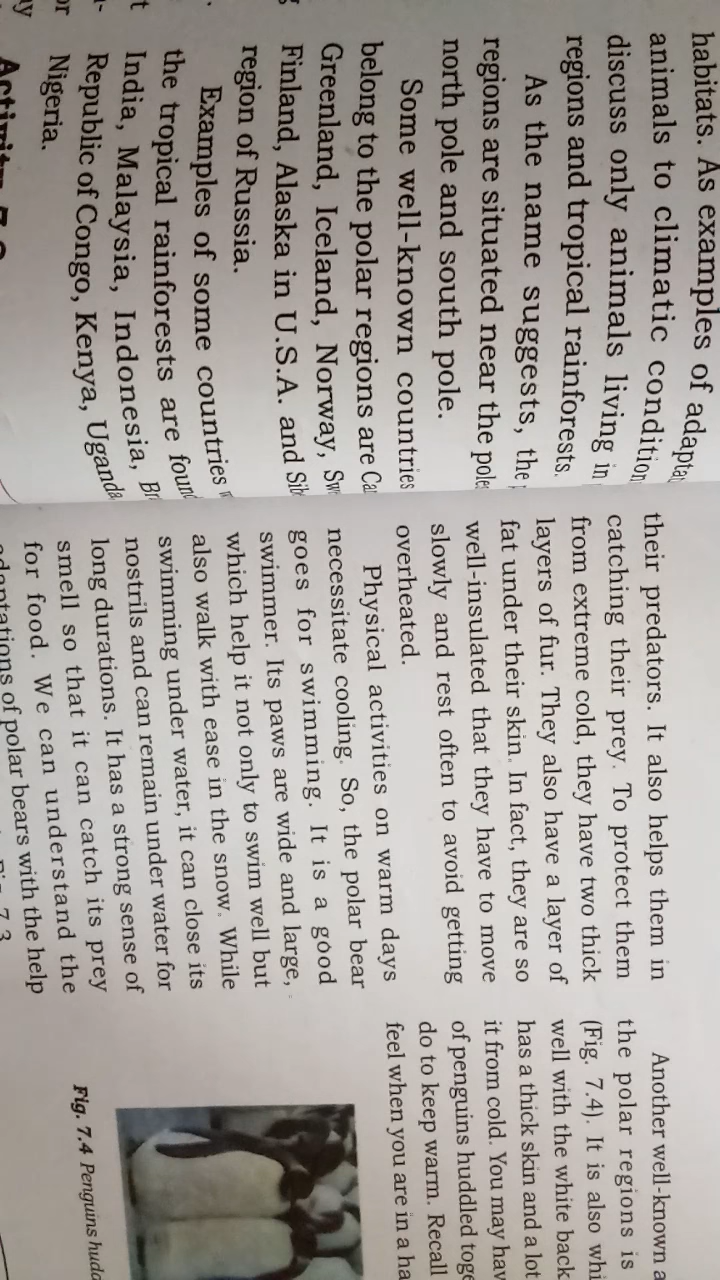 habitats. As examples of
animals to climatic condition
discuss only animals living in
regions and tropical rainforests.
As the name suggests, the
regions are situated near the poles
north pole and south pole.
Some well-known countries
belong to the polar regions are
Greenland, Iceland, Norway,
Finland, Alaska in U.S.A. and
region of Russia.
Examples of some countries
the tropical rainforests are found
India, Malaysia, Indonesia,
Republic of Congo, Kenya, Uganda
Nigeria.
their predators. It also helps them in
catching their prey. To protect them
from extreme cold, they have two thick
layers of fur. They also have a layer of
fat under their skin. In fact, they are so
well-insulated that they have to move
slowly and rest often to avoid getting
overheated.
Physical activities on warm days
necessitate cooling. So, the polar bear
goes for swimming. It is a good
swimmer. Its paws are wide and large,
which help it not only to swim well but
also walk with ease in the snow. While
swimming under water, it can close its
nostrils and can remain under water for
long durations. It has a strong sense of
smell so that it can catch its prey
for food. We can understand the
adaptations of polar bears with the help
Another well-known
the polar regions is
(Fig. 7.4). It is also
well with the white
has a thick skin and a lot
it from cold. You may
of penguins huddled
do to keep warm. Recall
feel when you are in a
Fig. 7.4 Penguins